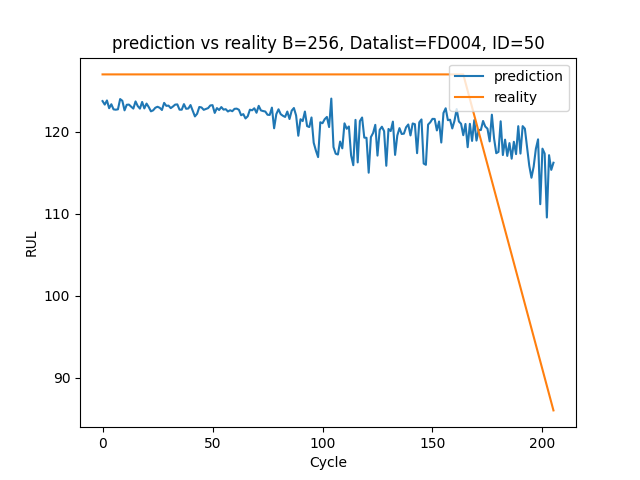 prediction vs reality B=256, Datalist=FD004, ID=50
prediction
reality
RUL
120
110
100
90
0 50 100 150 200
Cycle